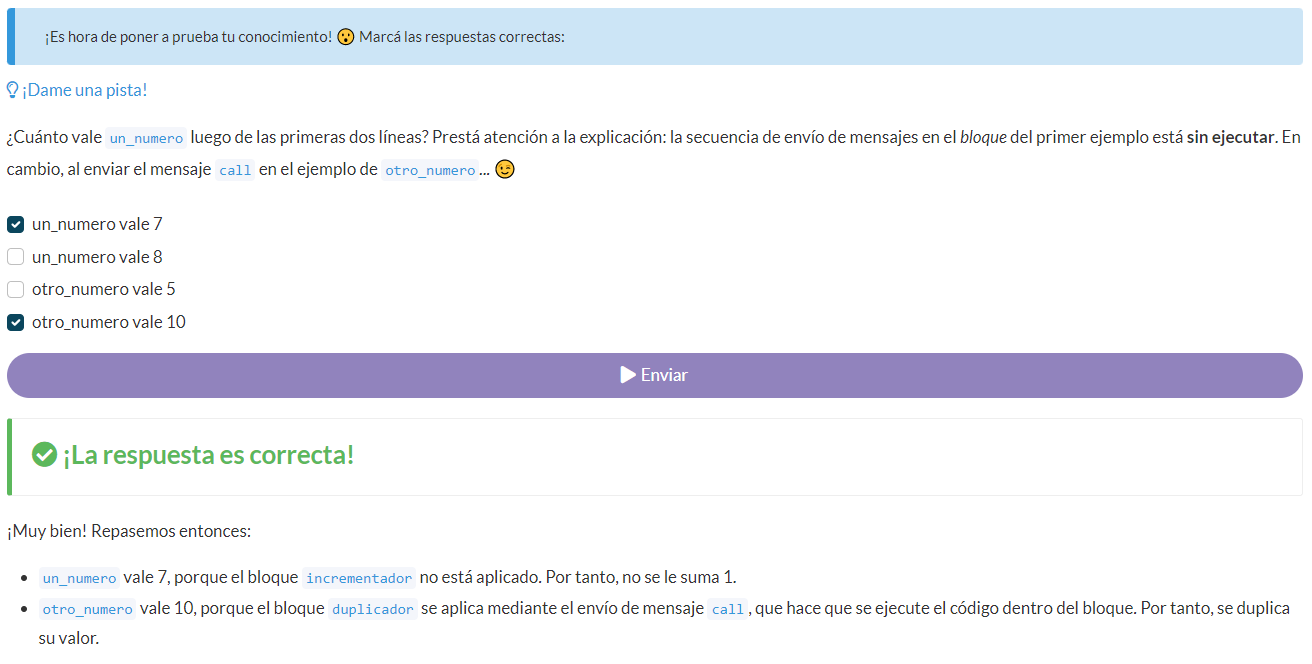 ¡Es hora de poner a prueba tu conocimiento! 😮 Marcá las respuestas correctas:
¡Dame una pista!
¿Cuánto vale un_numero luego de las primeras dos líneas? Prestá atención a la explicación: la secuencia de envío de mensajes en el bloque del primer ejemplo está sin ejecutar. En
cambio, al enviar el mensaje call en el ejemplo de otro_numero... 😉
un_numero vale 7
un_numero vale 8
otro_numero vale 5
otro_numero vale 10
Enviar
¡La respuesta es correcta!
¡Muy bien! Repasemos entonces:
un_numero vale 7, porque el bloque incrementador no está aplicado. Por tanto, no se le suma 1.
otro_numero vale 10, porque el bloque duplicador se aplica mediante el envío de mensaje call, que hace que se ejecute el código dentro del bloque. Por tanto, se duplica
su valor.